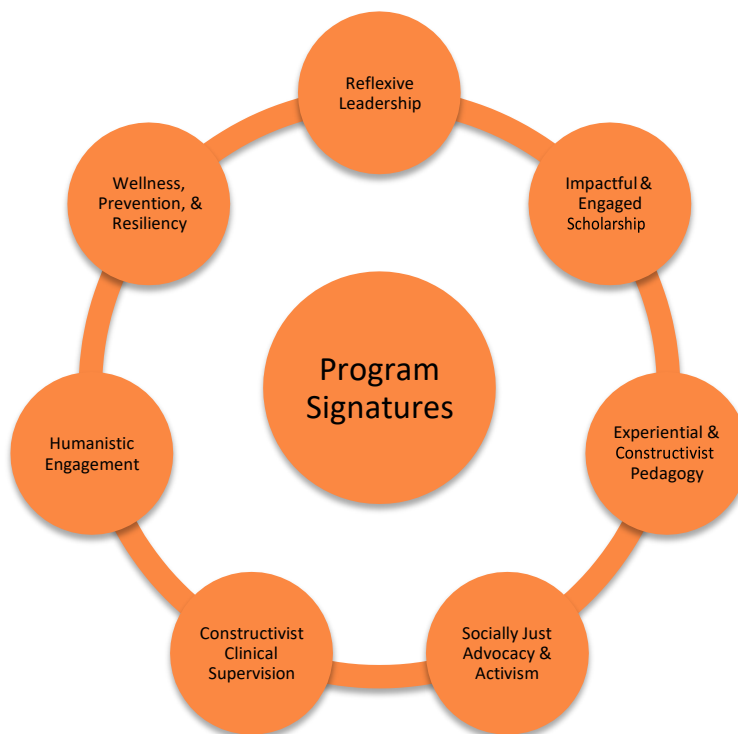 Reflexive
Leadership
Impactful &
Engaged
Scholarship
Experiential &
Constructivist
Pedagogy
Socially Just
Advocacy &
Activism
Constructivist
Clinical
Supervision
Humanistic
Engagement
Wellness,
Prevention, &
Resiliency
Program
Signatures